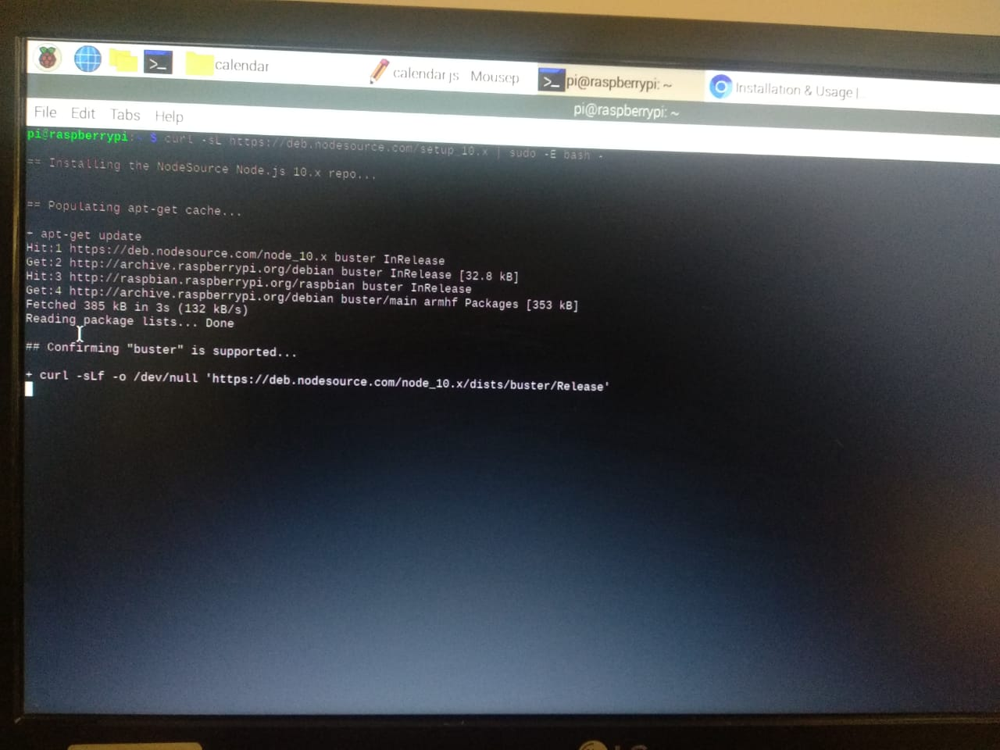 calendar
calendar.js
Mousep
pi@raspberrypi: ~
Installation & Usage |
pi@raspberrypi: ~
File Edit Tabs Help
pi@raspberrypi:~ $ curl -sL https://deb.nodesource.com/setup_10.x | sudo -E bash -
## Installing the NodeSource Node.js 10.x repo...
## Populating apt-get cache...
+ apt-get update
Hit:1 https://deb.nodesource.com/node_10.x buster InRelease
Get:2 http://archive.raspberrypi.org/debian buster InRelease [32.8 kB]
Hit:3 http://raspbian.raspberrypi.org/raspbian buster InRelease
Get:4 http://archive.raspberrypi.org/debian buster/main armhf Packages [353 kB]
Fetched 385 kB in 3s (132 kB/s)
Reading package lists... Done
## Confirming "buster" is supported...
+ curl -sLf -o /dev/null 'https://deb.nodesource.com/node_10.x/dists/buster/Release'